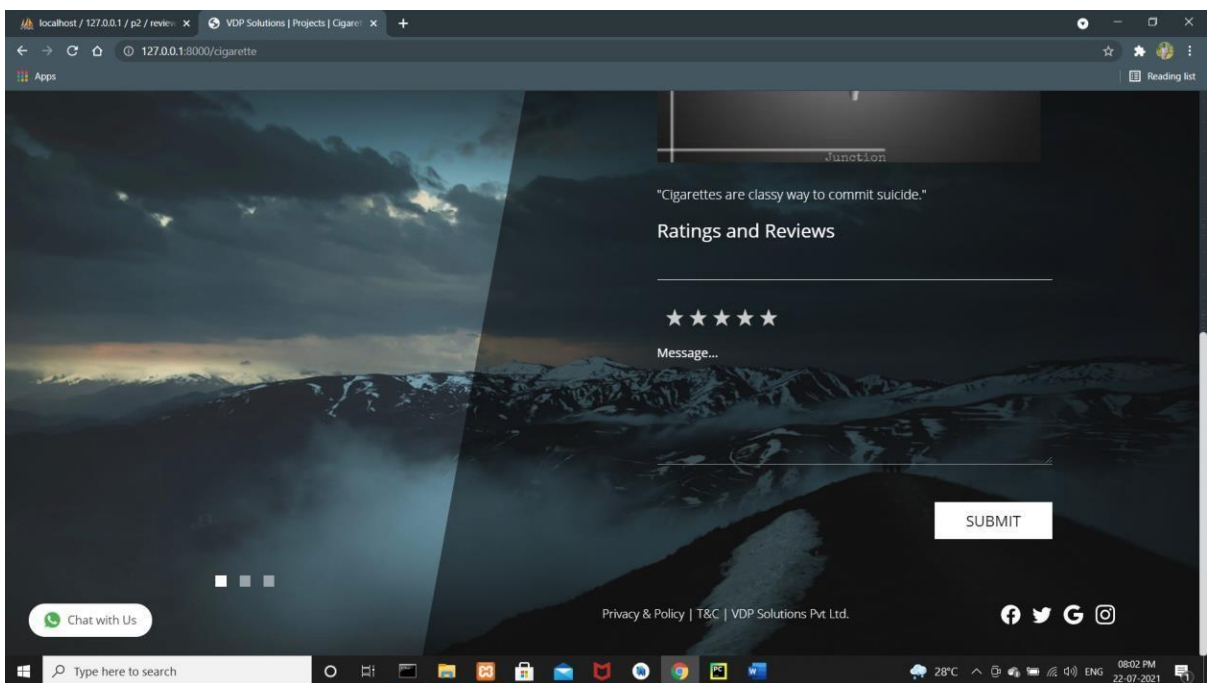 localhost / 127.0.0.1 / p2 / review
VDP Solutions | Projects | Cigaret
127.0.0.1:8000/cigarette
Apps
Reading list
Junction
"Cigarettes are classy way to commit suicide."
Ratings and Reviews
Message...
SUBMIT
Chat with Us
Privacy & Policy | T&C | VDP Solutions Pvt Ltd.
Type here to search
28°C
ENG
08:02 PM
22-07-2021